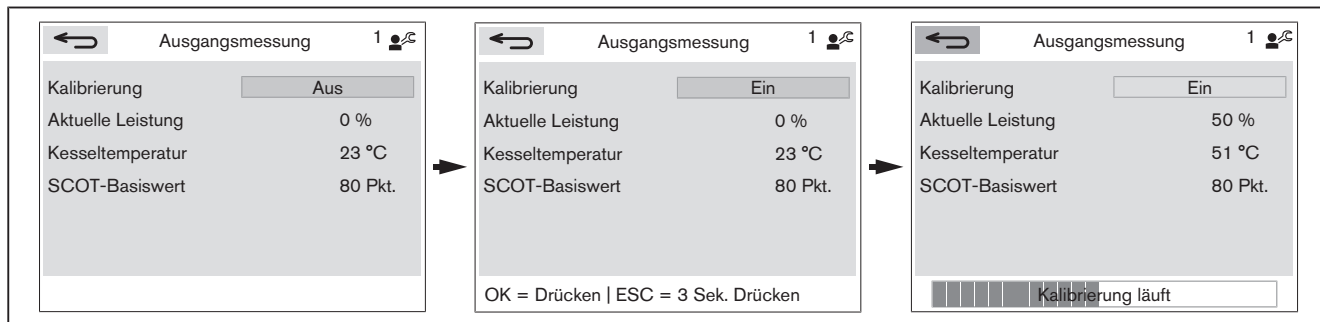 Ausgangsmessung 1
Kalibrierung Aus
Aktuelle Leistung 0 %
Kesseltemperatur 23 °C
SCOT-Basiswert 80 Pkt.
Ausgangsmessung 1
Kalibrierung Ein
Aktuelle Leistung 0 %
Kesseltemperatur 23 °C
SCOT-Basiswert 80 Pkt.
OK = Drücken | ESC = 3 Sek. Drücken
Ausgangsmessung 1
Kalibrierung Ein
Aktuelle Leistung 50 %
Kesseltemperatur 51 °C
SCOT-Basiswert 80 Pkt.
Kalibrierung läuft